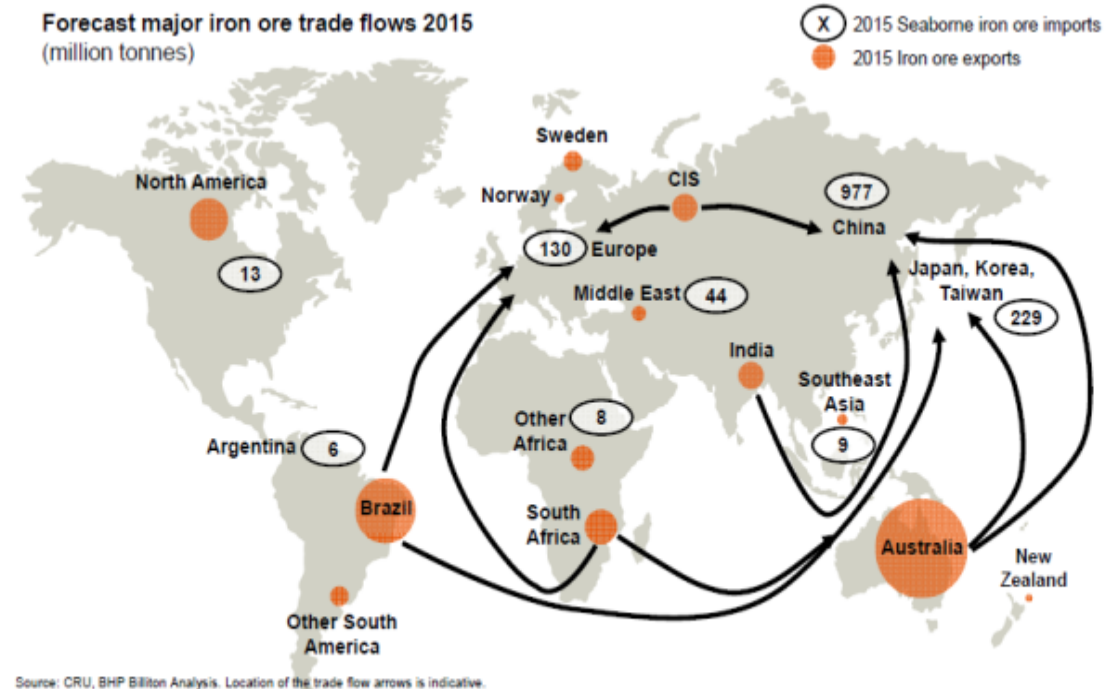 Forecast major iron ore trade flows 2015
(million tonnes)
X 2015 Seaborne iron ore imports
2015 Iron ore exports
Sweden
North America
CIS
977
Norway
China
130 Europe
13
Japan, Korea,
Taiwan
Middle East 44
229
India
Southeast
Asia
Other
Africa
8
Argentina 6
9
Brazil
South
Africa
Australia
New
Zealand
Other South
America
Source: CRU, BHP Billiton Analysis. Location of the trade flow arrows is indicative.